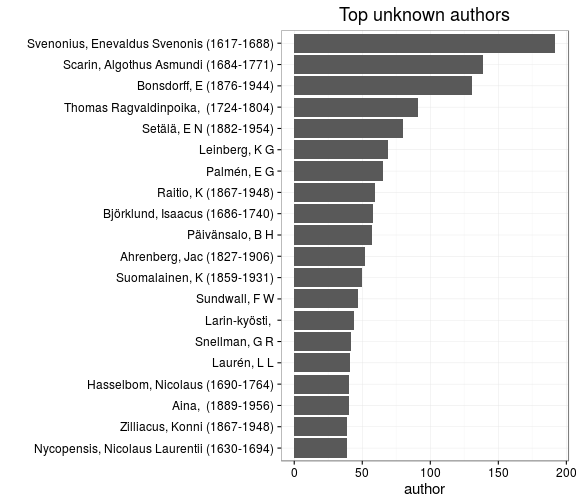 Top unknown authors
Svenonius, Enevaldus Svenonis (1617-1688)
Scarin, Algothus Asmundi (1684-1771)
Bonsdorff, E (1876-1944)
Thomas Ragvaldinpoika,  (1724-1804)
Setälä, E N (1882-1954)
Leinberg, K G
Palmén, E G
Raitio, K (1867-1948)
Björklund, Isaacus (1686-1740)
Päivänsalo, B H
Ahrenberg, Jac (1827-1906)
Suomalainen, K (1859-1931)
Sundwall, F W
Larin-kyösti,
Snellman, G R
Laurén, L L
Hasselbom, Nicolaus (1690-1764)
Aina,  (1889-1956)
Zilliacus, Konni (1867-1948)
Nycopensis, Nicolaus Laurentii (1630-1694)
0 50 100 150 200
author